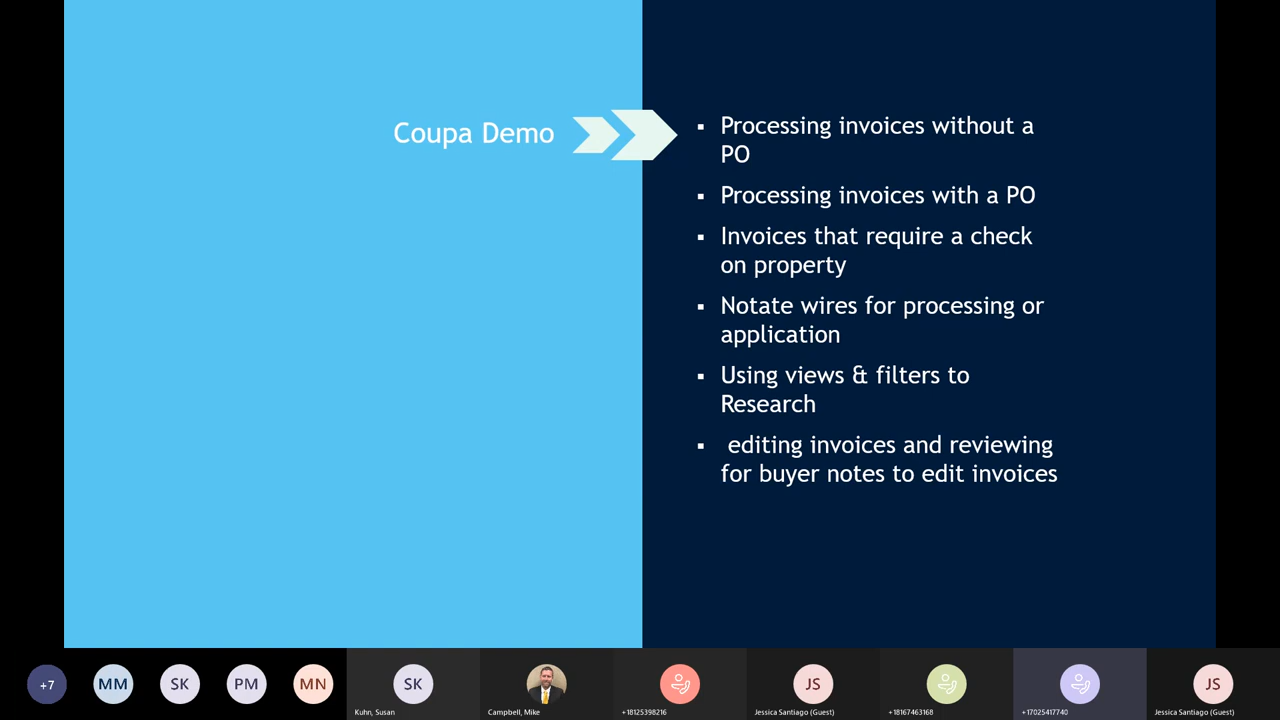 Coupa Demo
▪ Processing invoices without a
PO
▪ Processing invoices with a PO
▪ Invoices that require a check
on property
▪ Notate wires for processing or
application
▪ Using views & filters to
Research
▪ editing invoices and reviewing
for buyer notes to edit invoices
+7
MM
SK
PM
MN
SK
Kuhn, Susan
Campbell, Mike
+18125398216
JS
Jessica Santiago (Guest)
+18167463168
+17025417740
JS
Jessica Santiago (Guest)